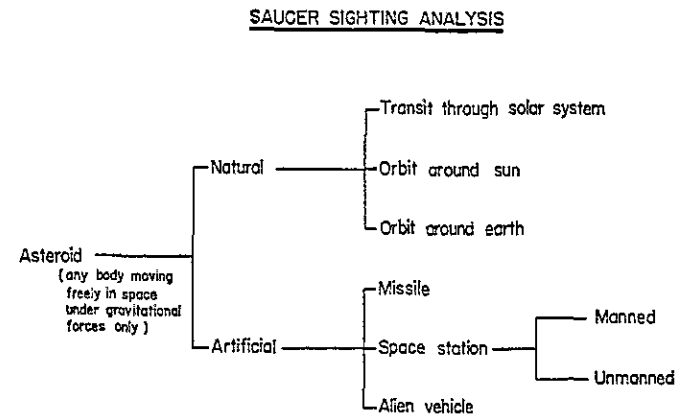 SAUCER SIGHTING ANALYSIS
Transit through solar system
Natural
Orbit around sun
Orbit around earth
Asteroid
(any body moving
freely in space
under gravitational
forces only)
Missile
Artificial
Space station
Manned
Unmanned
Alien vehicle